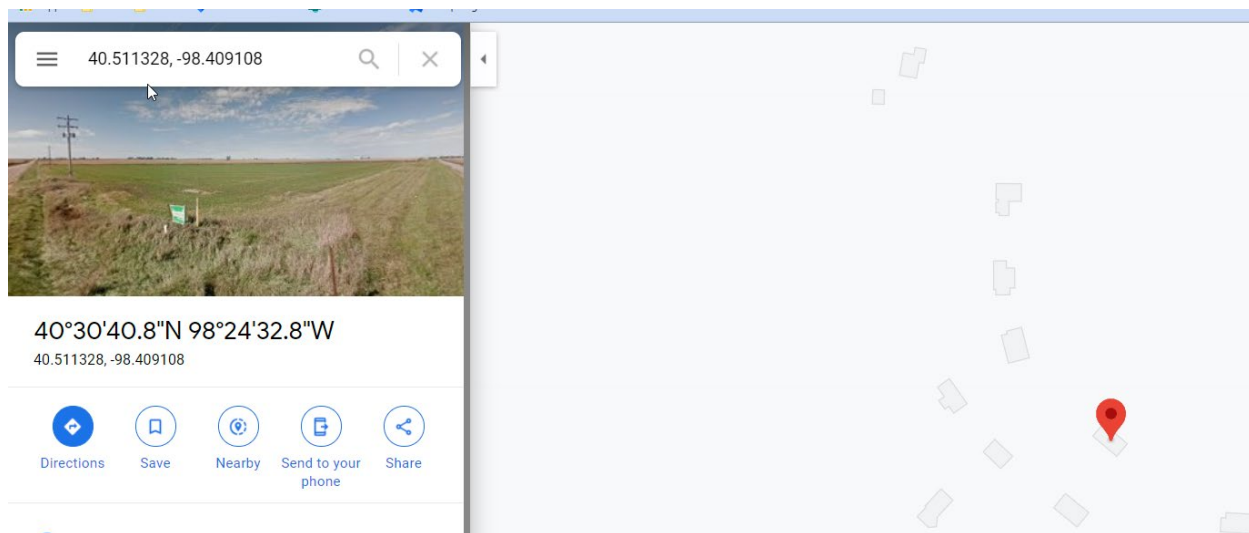 40.511328, -98.409108
40°30'40.8"N 98°24'32.8"W
40.511328, -98.409108
Directions
Save
Nearby
Send to your
phone
Share